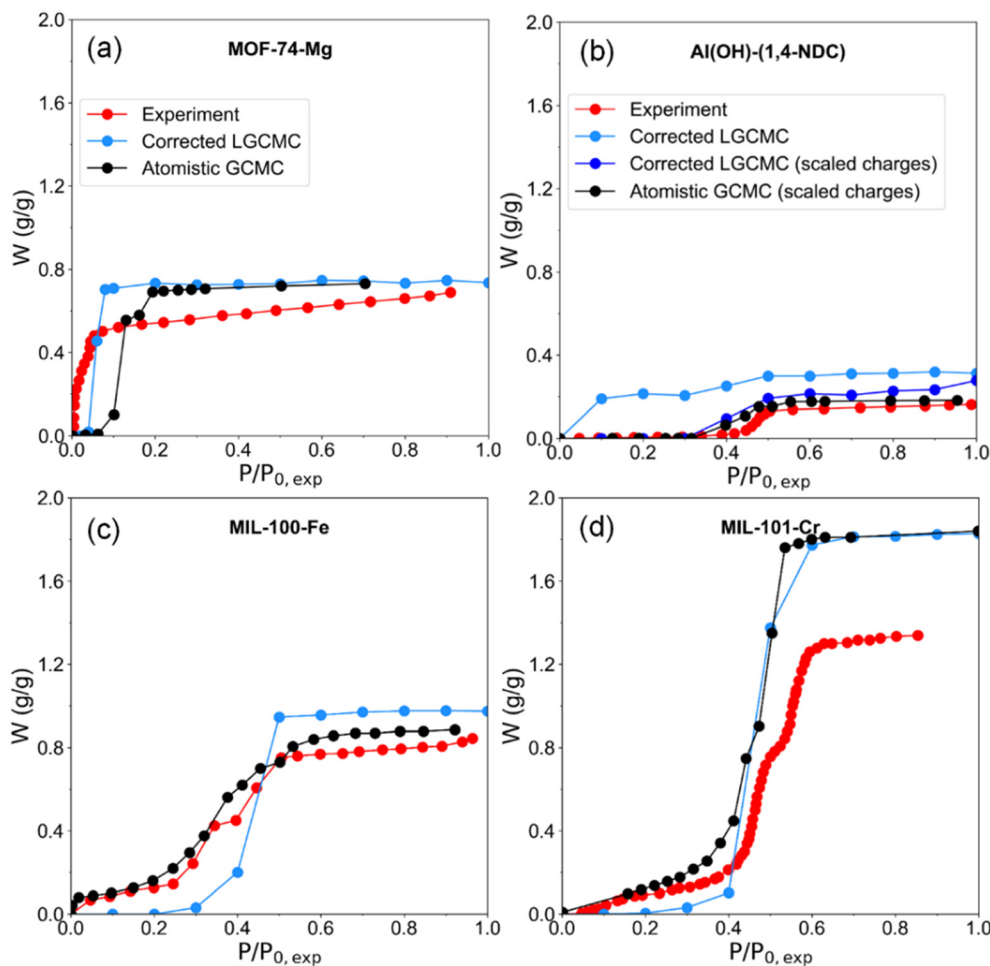 (a) MOF-74-Mg
2.0
1.6
1.2
0.8
0.4
0.0
W (g/g)
Experiment
Corrected LGCMC
Atomistic GCMC
0.0 0.2 0.4 0.6 0.8 1.0
P/P0, exp
(b) Al(OH)-(1,4-NDC)
2.0
1.6
1.2
0.8
0.4
0.0
W (g/g)
Experiment
Corrected LGCMC
Corrected LGCMC (scaled charges)
Atomistic GCMC (scaled charges)
0.0 0.2 0.4 0.6 0.8 1.0
P/P0, exp
(c) MIL-100-Fe
2.0
1.6
1.2
0.8
0.4
0.0
W (g/g)
0.0 0.2 0.4 0.6 0.8 1.0
P/P0, exp
(d) MIL-101-Cr
2.0
1.6
1.2
0.8
0.4
0.0
W (g/g)
0.0 0.2 0.4 0.6 0.8 1.0
P/P0, exp